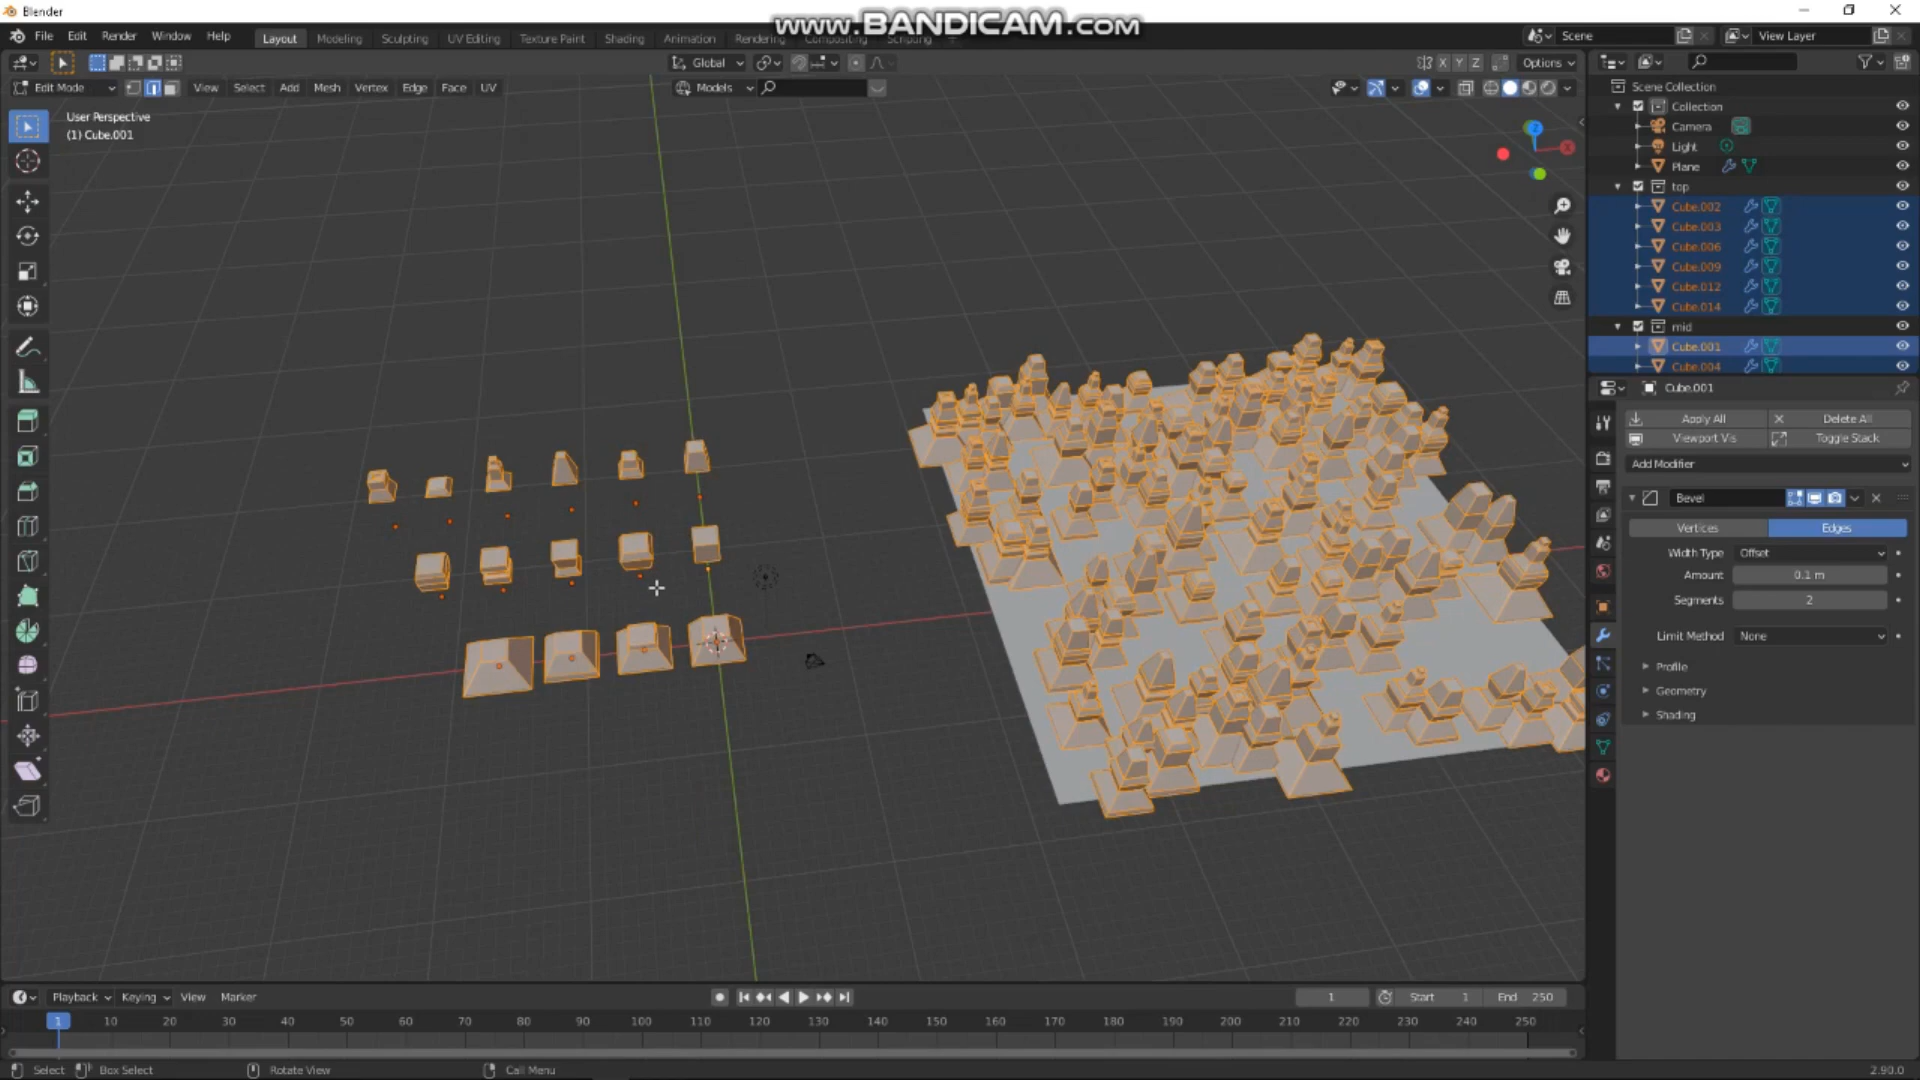 Blender
www.BANDICAM.com
File Edit Render Window Help
Layout Modeling Sculpting UV Editing Texture Paint Shading Animation Rendering Compositing Scripting
Scene
View Layer
Global
X Y Z
Options
Edit Mode
View Select Add Mesh Vertex Edge Face UV
Models
User Perspective
(1) Cube.001
Z
X
Scene Collection
Collection
Camera
Light
Plane
top
Cube.002
Cube.003
Cube.006
Cube.009
Cube.012
Cube.014
mid
Cube.001
Cube.004
Cube.001
Apply All
Delete All
Viewport Vis
Toggle Stack
Add Modifier
Bevel
Vertices
Edges
Width Type Offset
Amount 0.1 m
Segments 2
Limit Method None
Profile
Geometry
Shading
Playback Keying View Marker
1
Start 1
End 250
1 10 20 30 40 50 60 70 80 90 100 110 120 130 140 150 160 170 180 190 200 210 220 230 240 250
Select
Box Select
Rotate View
Call Menu
2.90.0